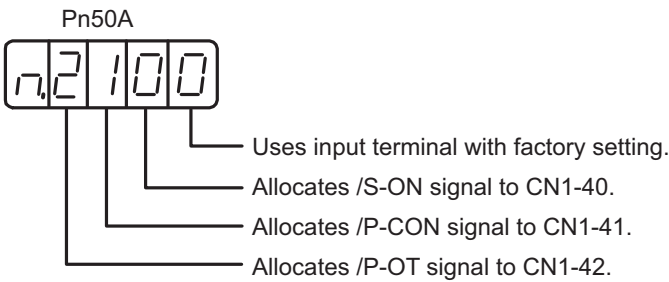 Pn50A
n.2100
Uses input terminal with factory setting.
Allocates /S-ON signal to CN1-40.
Allocates /P-CON signal to CN1-41.
Allocates /P-OT signal to CN1-42.